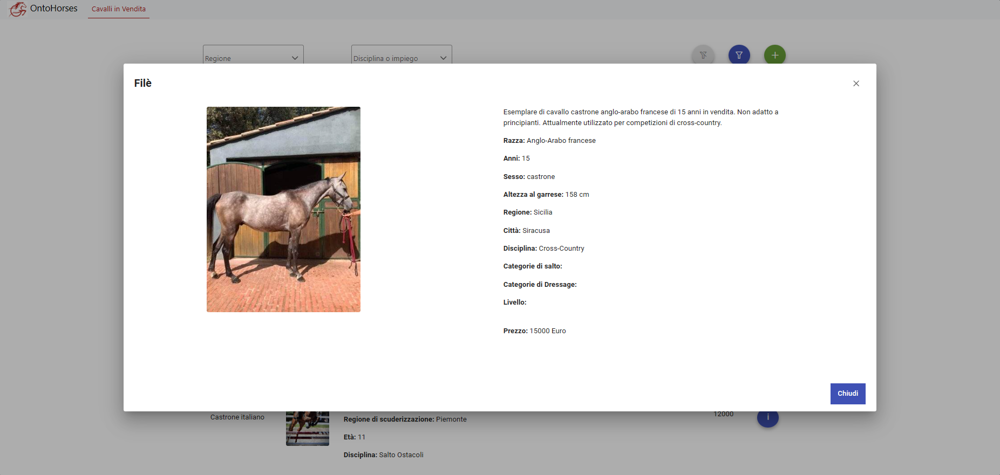 OntoHorses
Cavalli in Vendita
Regione
Disciplina o impiego
Filè
Esemplare di cavallo castrone anglo-arabo francese di 15 anni in vendita. Non adatto a
principianti. Attualmente utilizzato per competizioni di cross-country.
Razza: Anglo-Arabo francese
Anni: 15
Sesso: castrone
Altezza al garrese: 158 cm
Regione: Sicilia
Città: Siracusa
Disciplina: Cross-Country
Categorie di salto:
Categorie di Dressage:
Livello:
Prezzo: 15000 Euro
Chiudi
Castrone italiano
Regione di scuderizzazione: Piemonte
12000
i
Età: 11
Disciplina: Salto Ostacoli